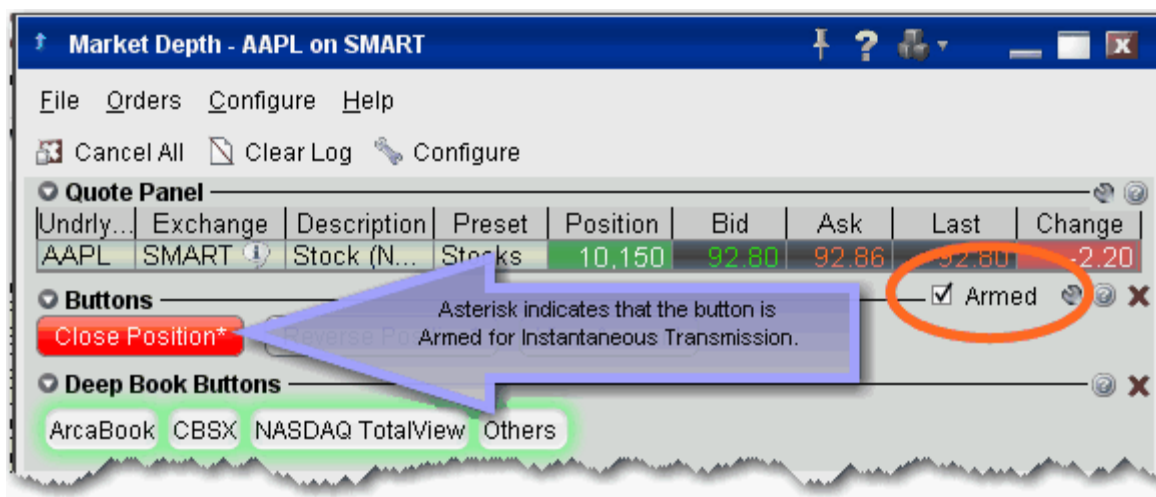 Market Depth - AAPL on SMART
File Orders Configure Help
Cancel All Clear Log Configure
Quote Panel
Undrly... Exchange Description Preset Position Bid Ask Last Change
AAPL SMART Stock (N... Stocks 10,150 92.80 92.86 92.80 -2.20
Buttons Armed
Asterisk indicates that the button is
Close Position* Reverse Armed for Instantaneous Transmission.
Deep Book Buttons
ArcaBook CBSX NASDAQ TotalView Others